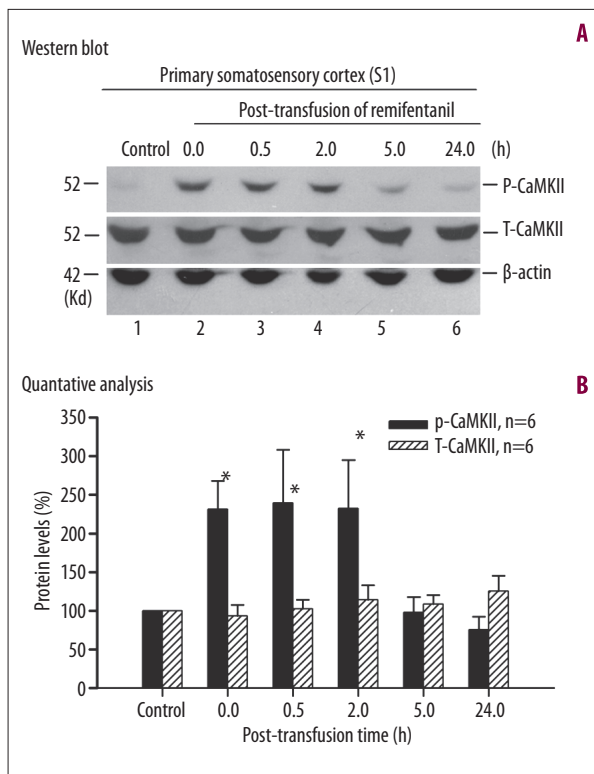 A
Western blot
Primary somatosensory cortex (S1)
Post-transfusion of remifentanil
Control 0.0 0.5 2.0 5.0 24.0 (h)
52 P-CaMKII
52 T-CaMKII
42 β-actin
(Kd)
1 2 3 4 5 6
Quantative analysis B
350
300
250
200
150
100
50
0
Protein levels (%)
p-CaMKII, n=6
T-CaMKII, n=6
* * *
Control 0.0 0.5 2.0 5.0 24.0
Post-transfusion time (h)